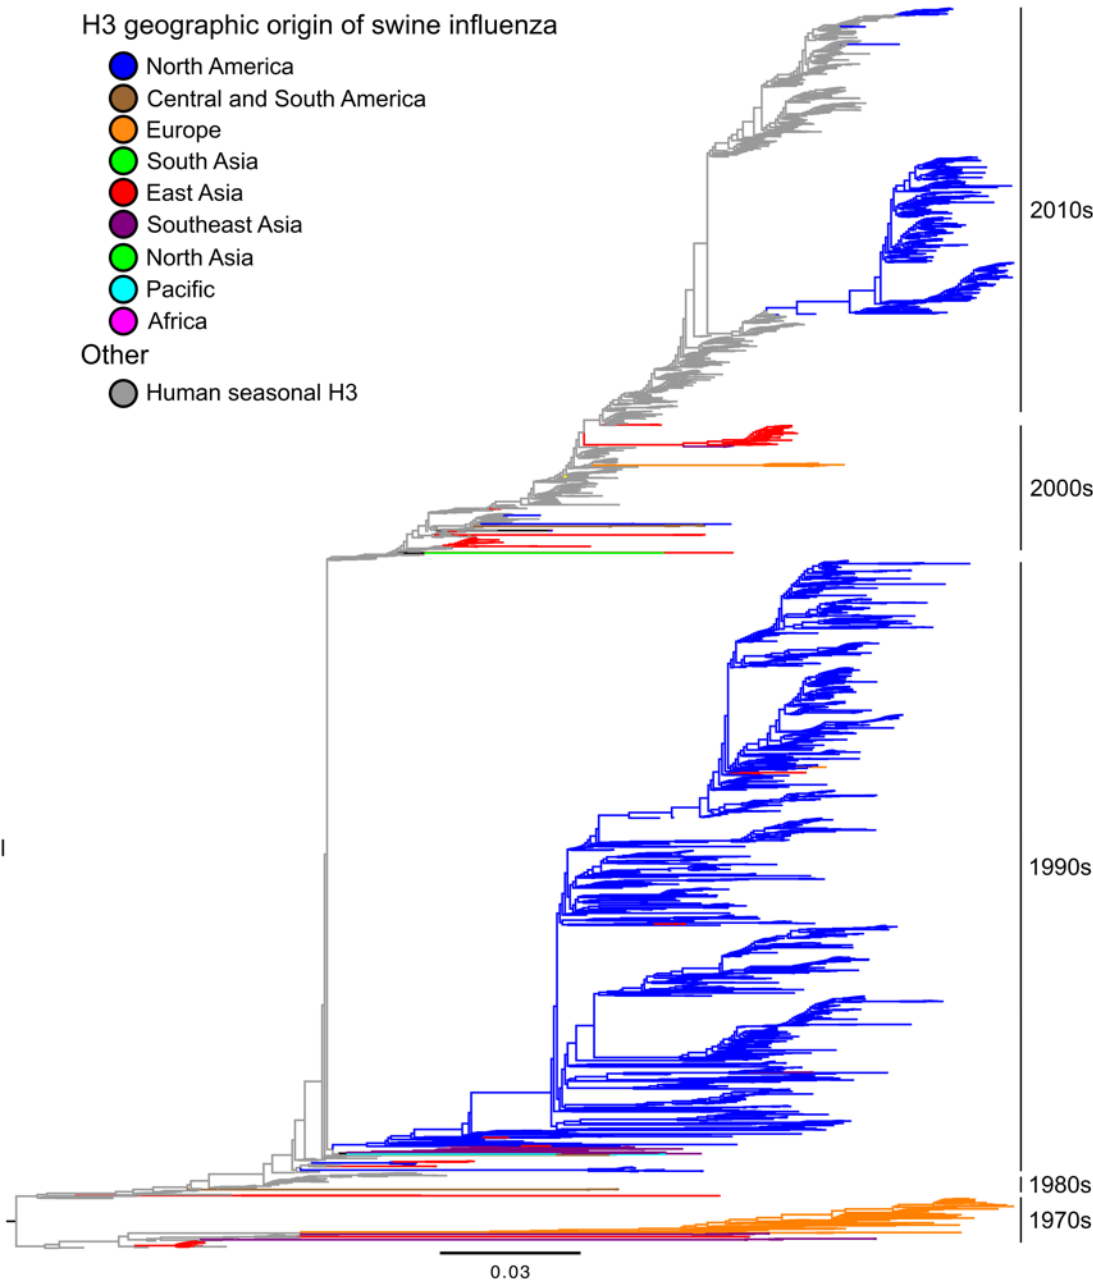 H3 geographic origin of swine influenza
North America
Central and South America
Europe
South Asia
East Asia
Southeast Asia
North Asia
Pacific
Africa
Other
Human seasonal H3
2010s
2000s
l
1990s
1980s
1970s
0.03